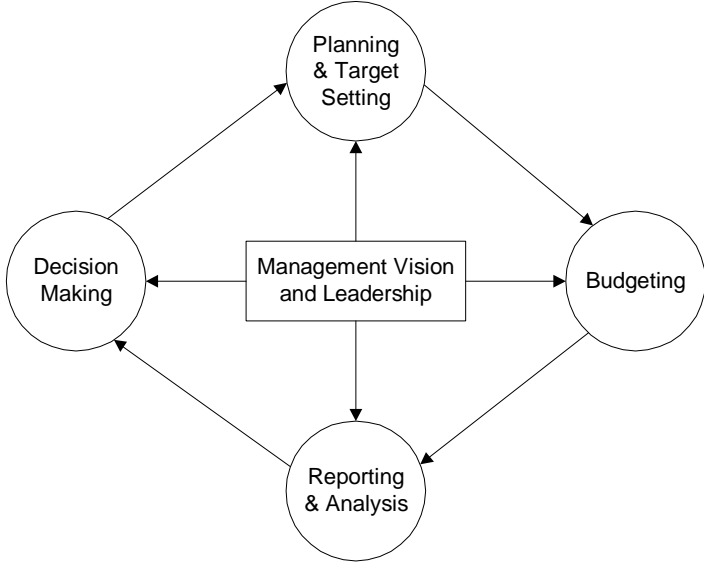 Planning
& Target
Setting
Decision
Making
Management Vision
and Leadership
Budgeting
Reporting
& Analysis